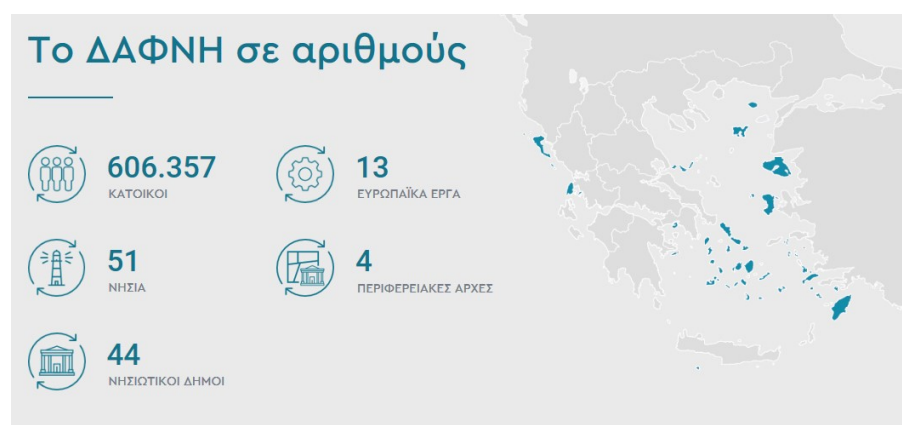 Το ΔΑΦΝΗ σε αριθμούς
606.357
ΚΑΤΟΙΚΟΙ
13
ΕΥΡΩΠΑΪΚΑ ΕΡΓΑ
51
ΝΗΣΙΑ
4
ΠΕΡΙΦΕΡΕΙΑΚΕΣ ΑΡΧΕΣ
44
ΝΗΣΙΩΤΙΚΟΙ ΔΗΜΟΙ